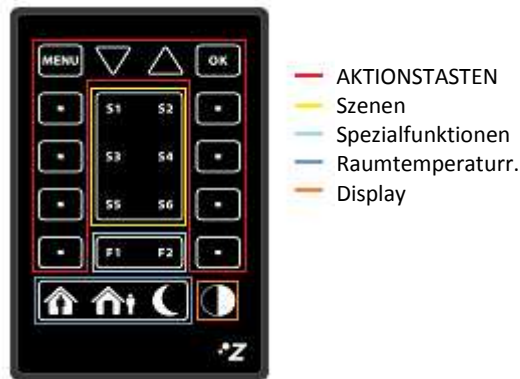 MENU OK
S1 S2
S3 S4
S5 S6
F1 F2
Z
AKTIONSTASTEN
Szenen
Spezialfunktionen
Raumtemperaturr.
Display